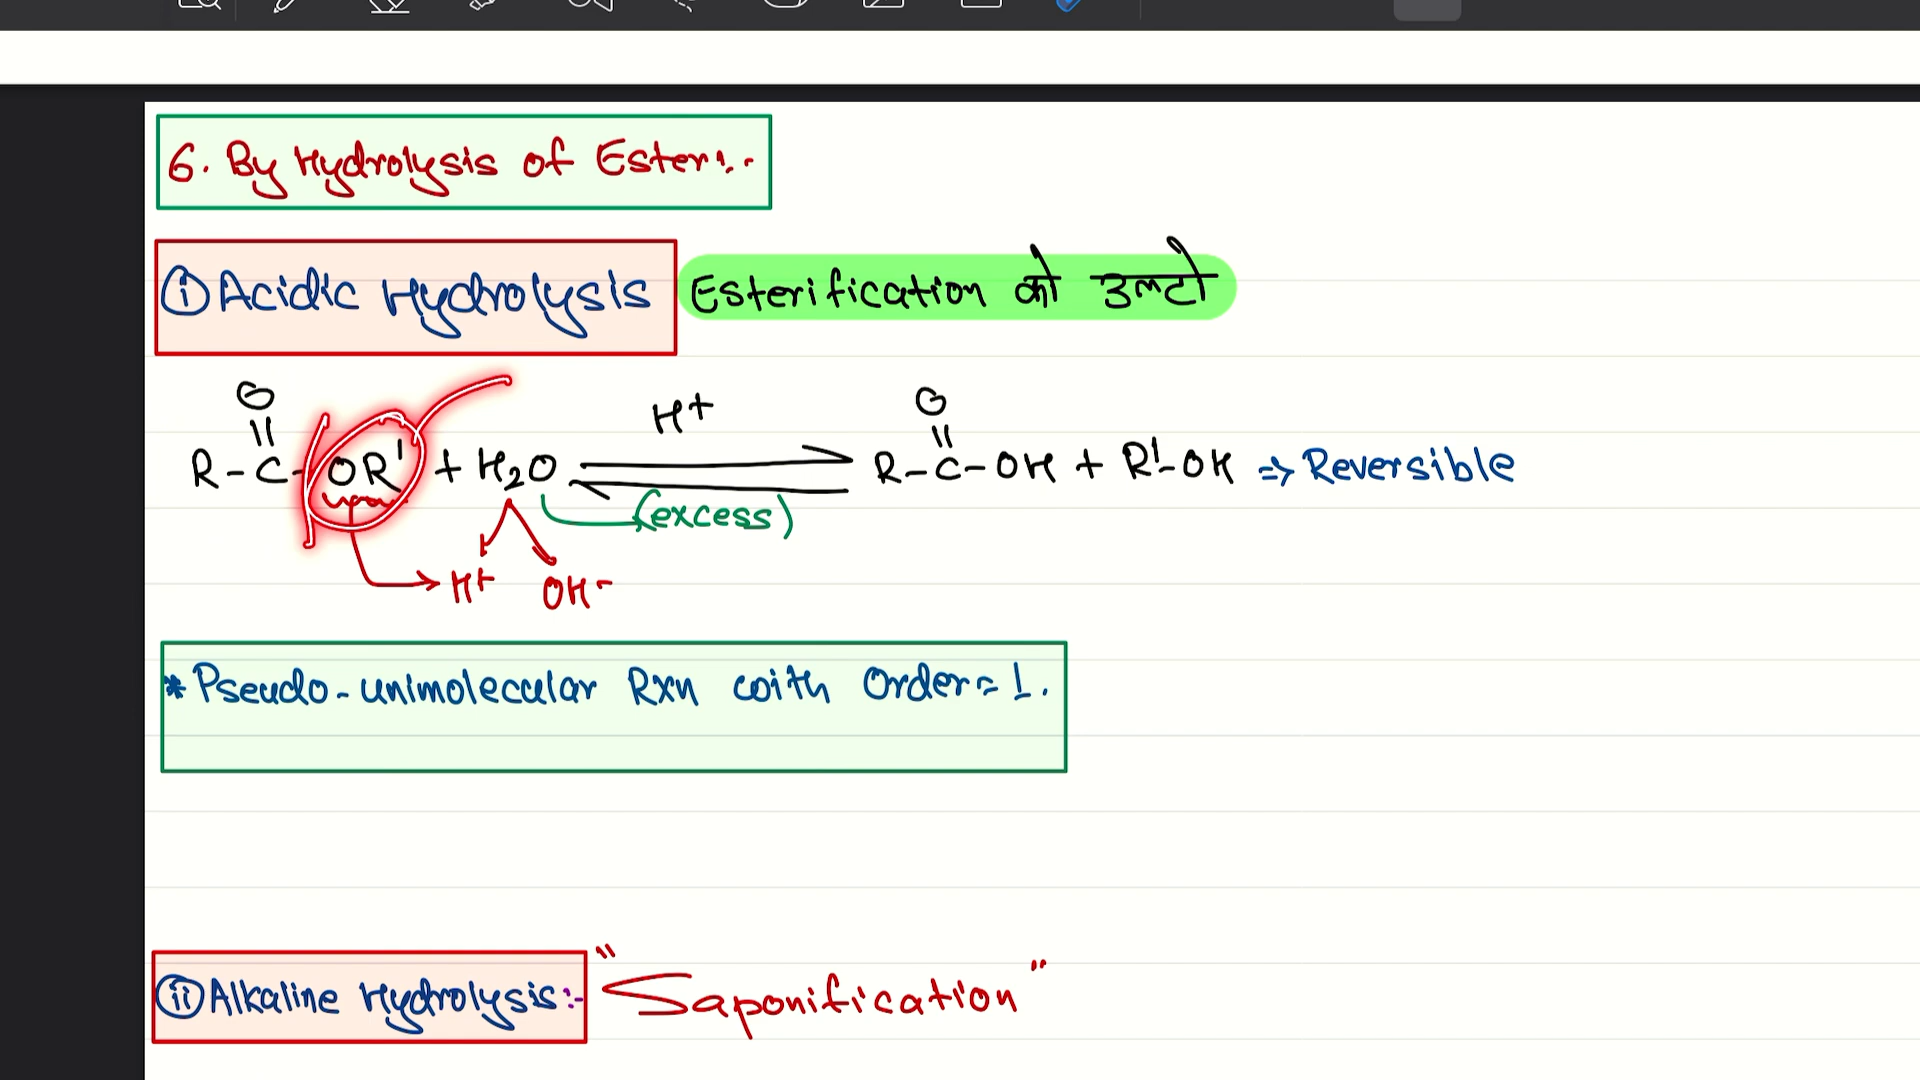 6. By Hydrolysis of Ester:-
(i) Acidic Hydrolysis Esterification को उल्टो
O O
|| H+ ||
R-C-OR' + H2O ⇌ R-C-OH + R'-OH ⇒ Reversible
(excess)
H+ OH-
* Pseudo-unimolecular Rxn with Order = 1.
(ii) Alkaline Hydrolysis:- "Saponification"